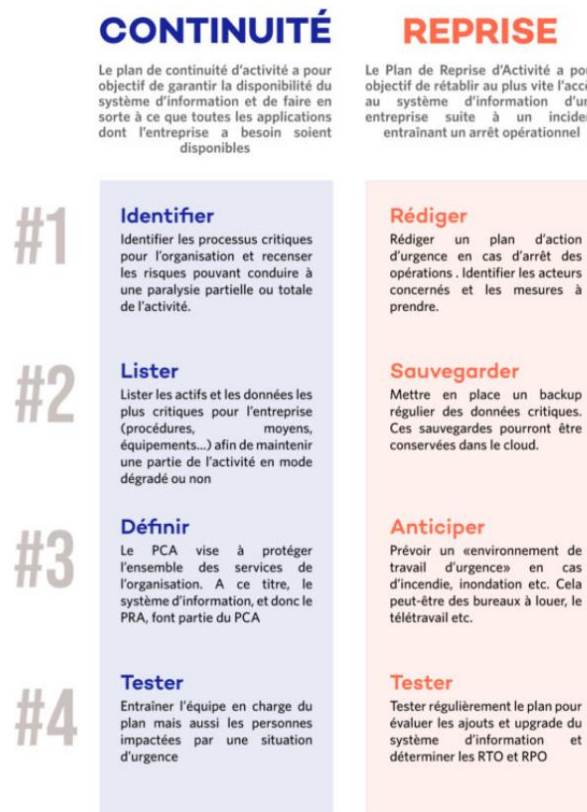 CONTINUITÉ
Le plan de continuité d'activité a pour
objectif de garantir la disponibilité du
système d'information et de faire en
sorte à ce que toutes les applications
dont l'entreprise a besoin soient
disponibles
REPRISE
Le Plan de Reprise d'Activité a
objectif de rétablir au plus vite
au système d'information
entreprise suite à un
entraînant un arrêt opérationnel
#1
Identifier
Identifier les processus critiques
pour l'organisation et recenser
les risques pouvant conduire à
une paralysie partielle ou totale
de l'activité.
Rédiger
Rédiger un plan d'action
d'urgence en cas d'arrêt des
opérations . Identifier les acteurs
concernés et les mesures à
prendre.
#2
Lister
Lister les actifs et les données les
plus critiques pour l'entreprise
(procédures, moyens,
équipements...) afin de maintenir
une partie de l'activité en mode
dégradé ou non
Sauvegarder
Mettre en place un backup
régulier des données critiques.
Ces sauvegardes pourront être
conservées dans le cloud.
#3
Définir
Le PCA vise à protéger
l'ensemble des services de
l'organisation. A ce titre, le
système d'information, et donc le
PRA, font partie du PCA
Anticiper
Prévoir un «environnement de
travail d'urgence» en cas
d'incendie, inondation etc. Cela
peut-être des bureaux à louer, le
télétravail etc.
#4
Tester
Entraîner l'équipe en charge du
plan mais aussi les personnes
impactées par une situation
d'urgence
Tester
Tester régulièrement le plan pour
évaluer les ajouts et upgrade du
système d'information et
déterminer les RTO et RPO